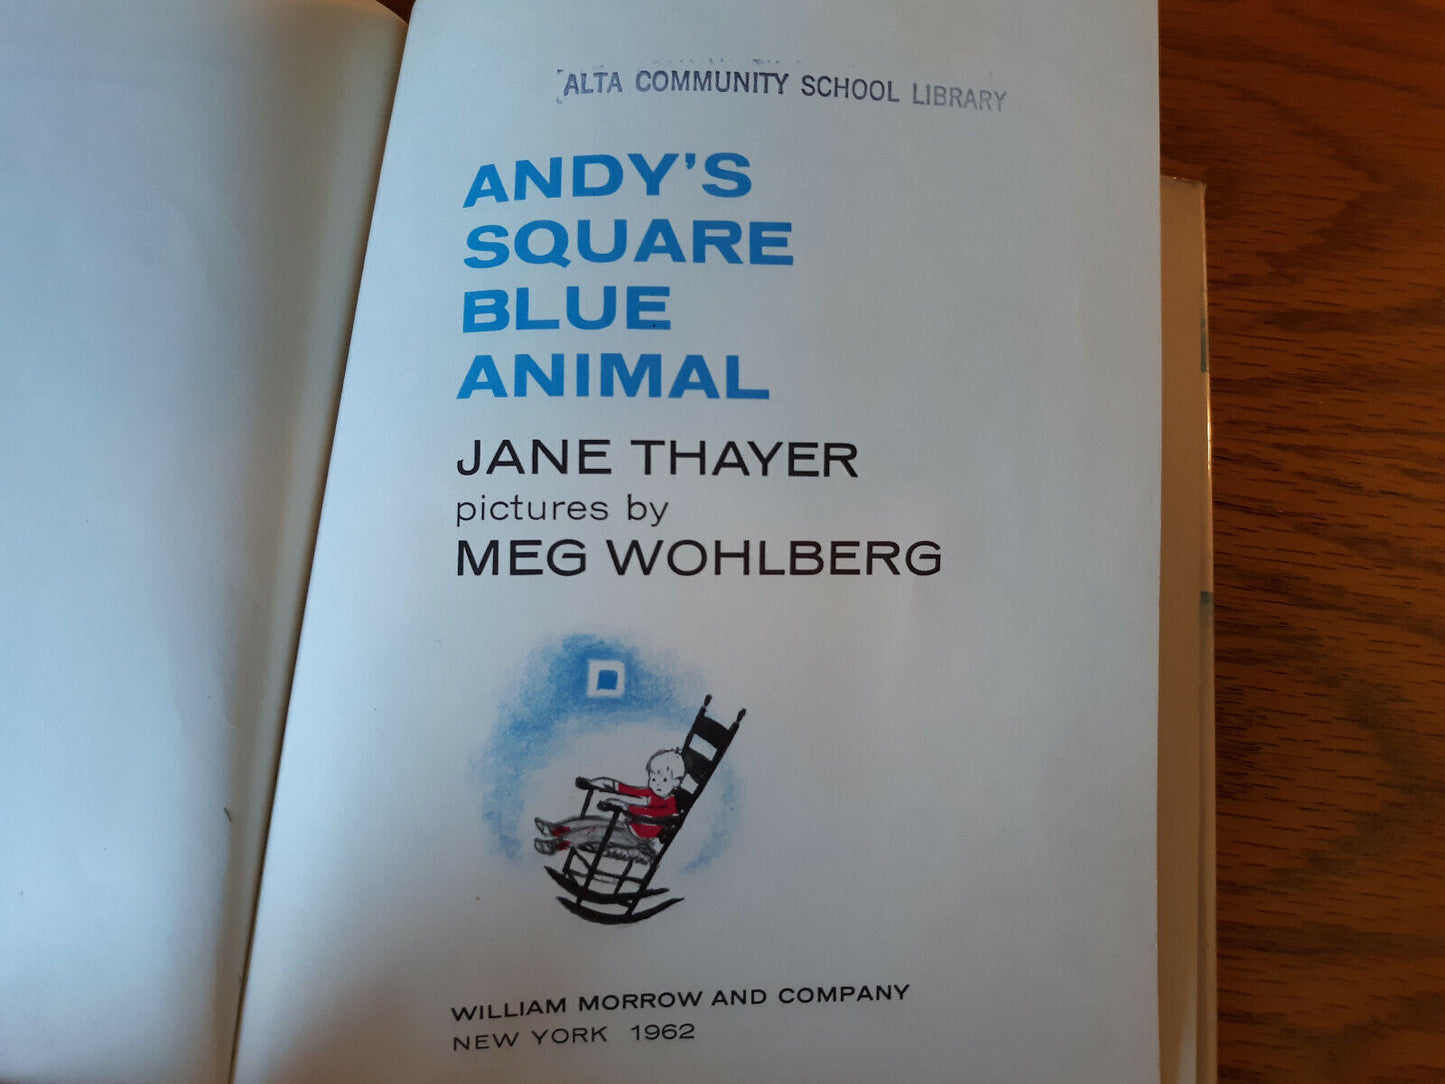 ALTA COMMUNITY SCHOOL LIBRARY
ANDY'S
SQUARE
BLUE
ANIMAL
JANE THAYER
pictures by
MEG WOHLBERG
WILLIAM MORROW AND COMPANY
NEW YORK 1962